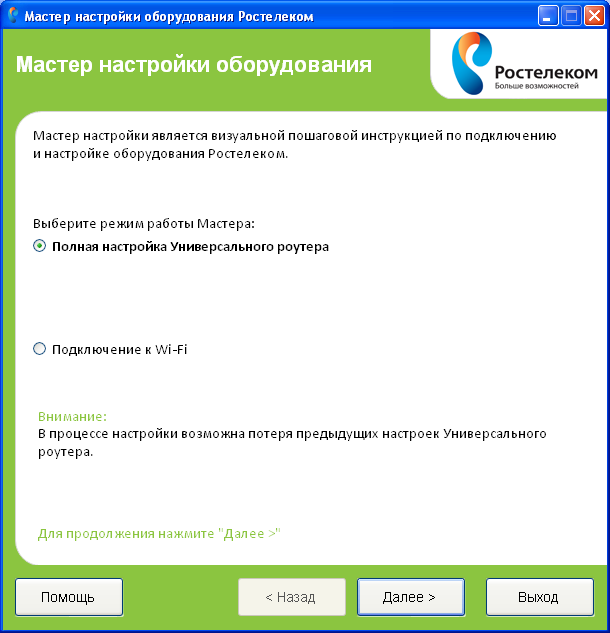 Мастер настройки оборудования Ростелеком
Мастер настройки оборудования
Ростелеком
Больше возможностей
Мастер настройки является визуальной пошаговой инструкцией по подключению
и настройке оборудования Ростелеком.
Выберите режим работы Мастера:
Полная настройка Универсального роутера
Подключение к Wi-Fi
Внимание:
В процессе настройки возможна потеря предыдущих настроек Универсального
роутера.
Для продолжения нажмите "Далее >"
Помощь
< Назад
Далее >
Выход